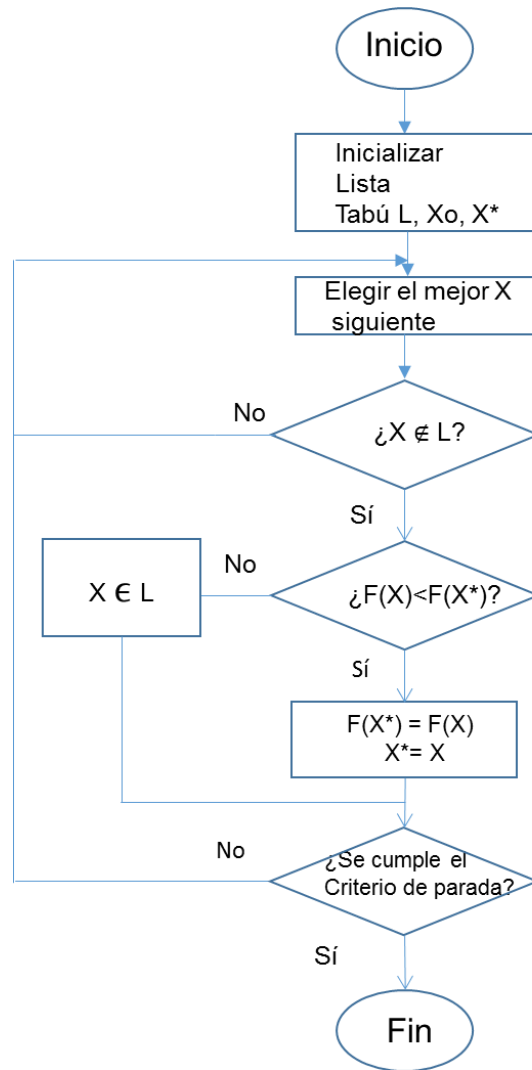 Inicio
Inicializar
Lista
Tabú L, Xo, X*
Elegir el mejor X
siguiente
No
¿X ∉ L?
Sí
No
X Є L
¿F(X)<F(X*)?
Sí
F(X*) = F(X)
X*= X
No
¿Se cumple el
Criterio de parada?
Sí
Fin